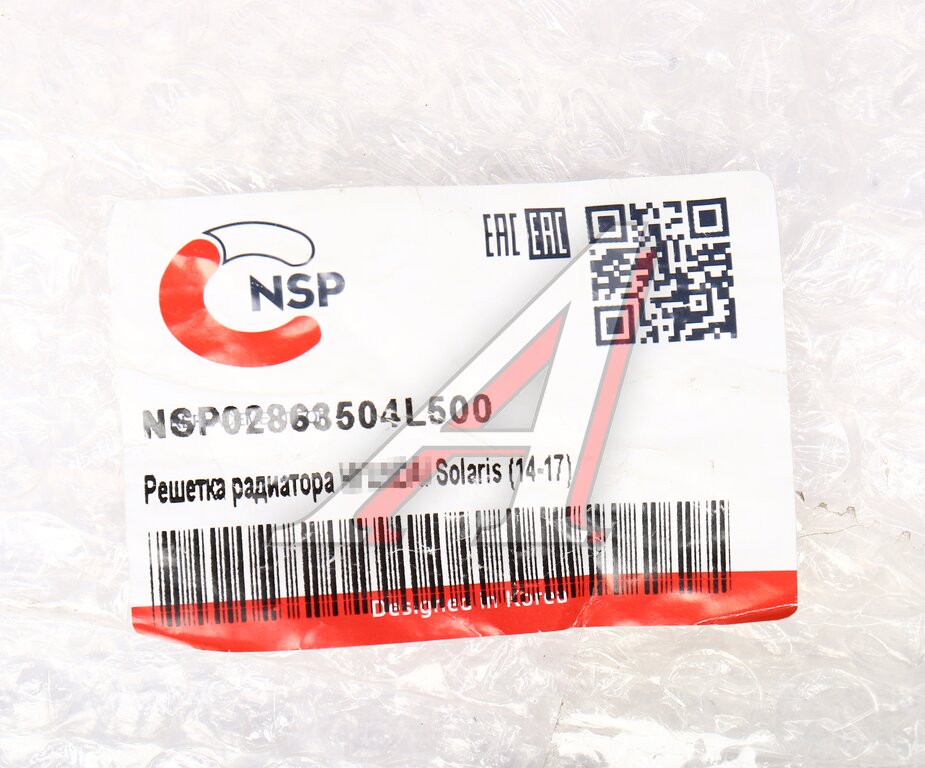 EAC EAC
NSP
NSP02868504L500
Решетка радиатора Solaris (14-17)
Designed in Korea